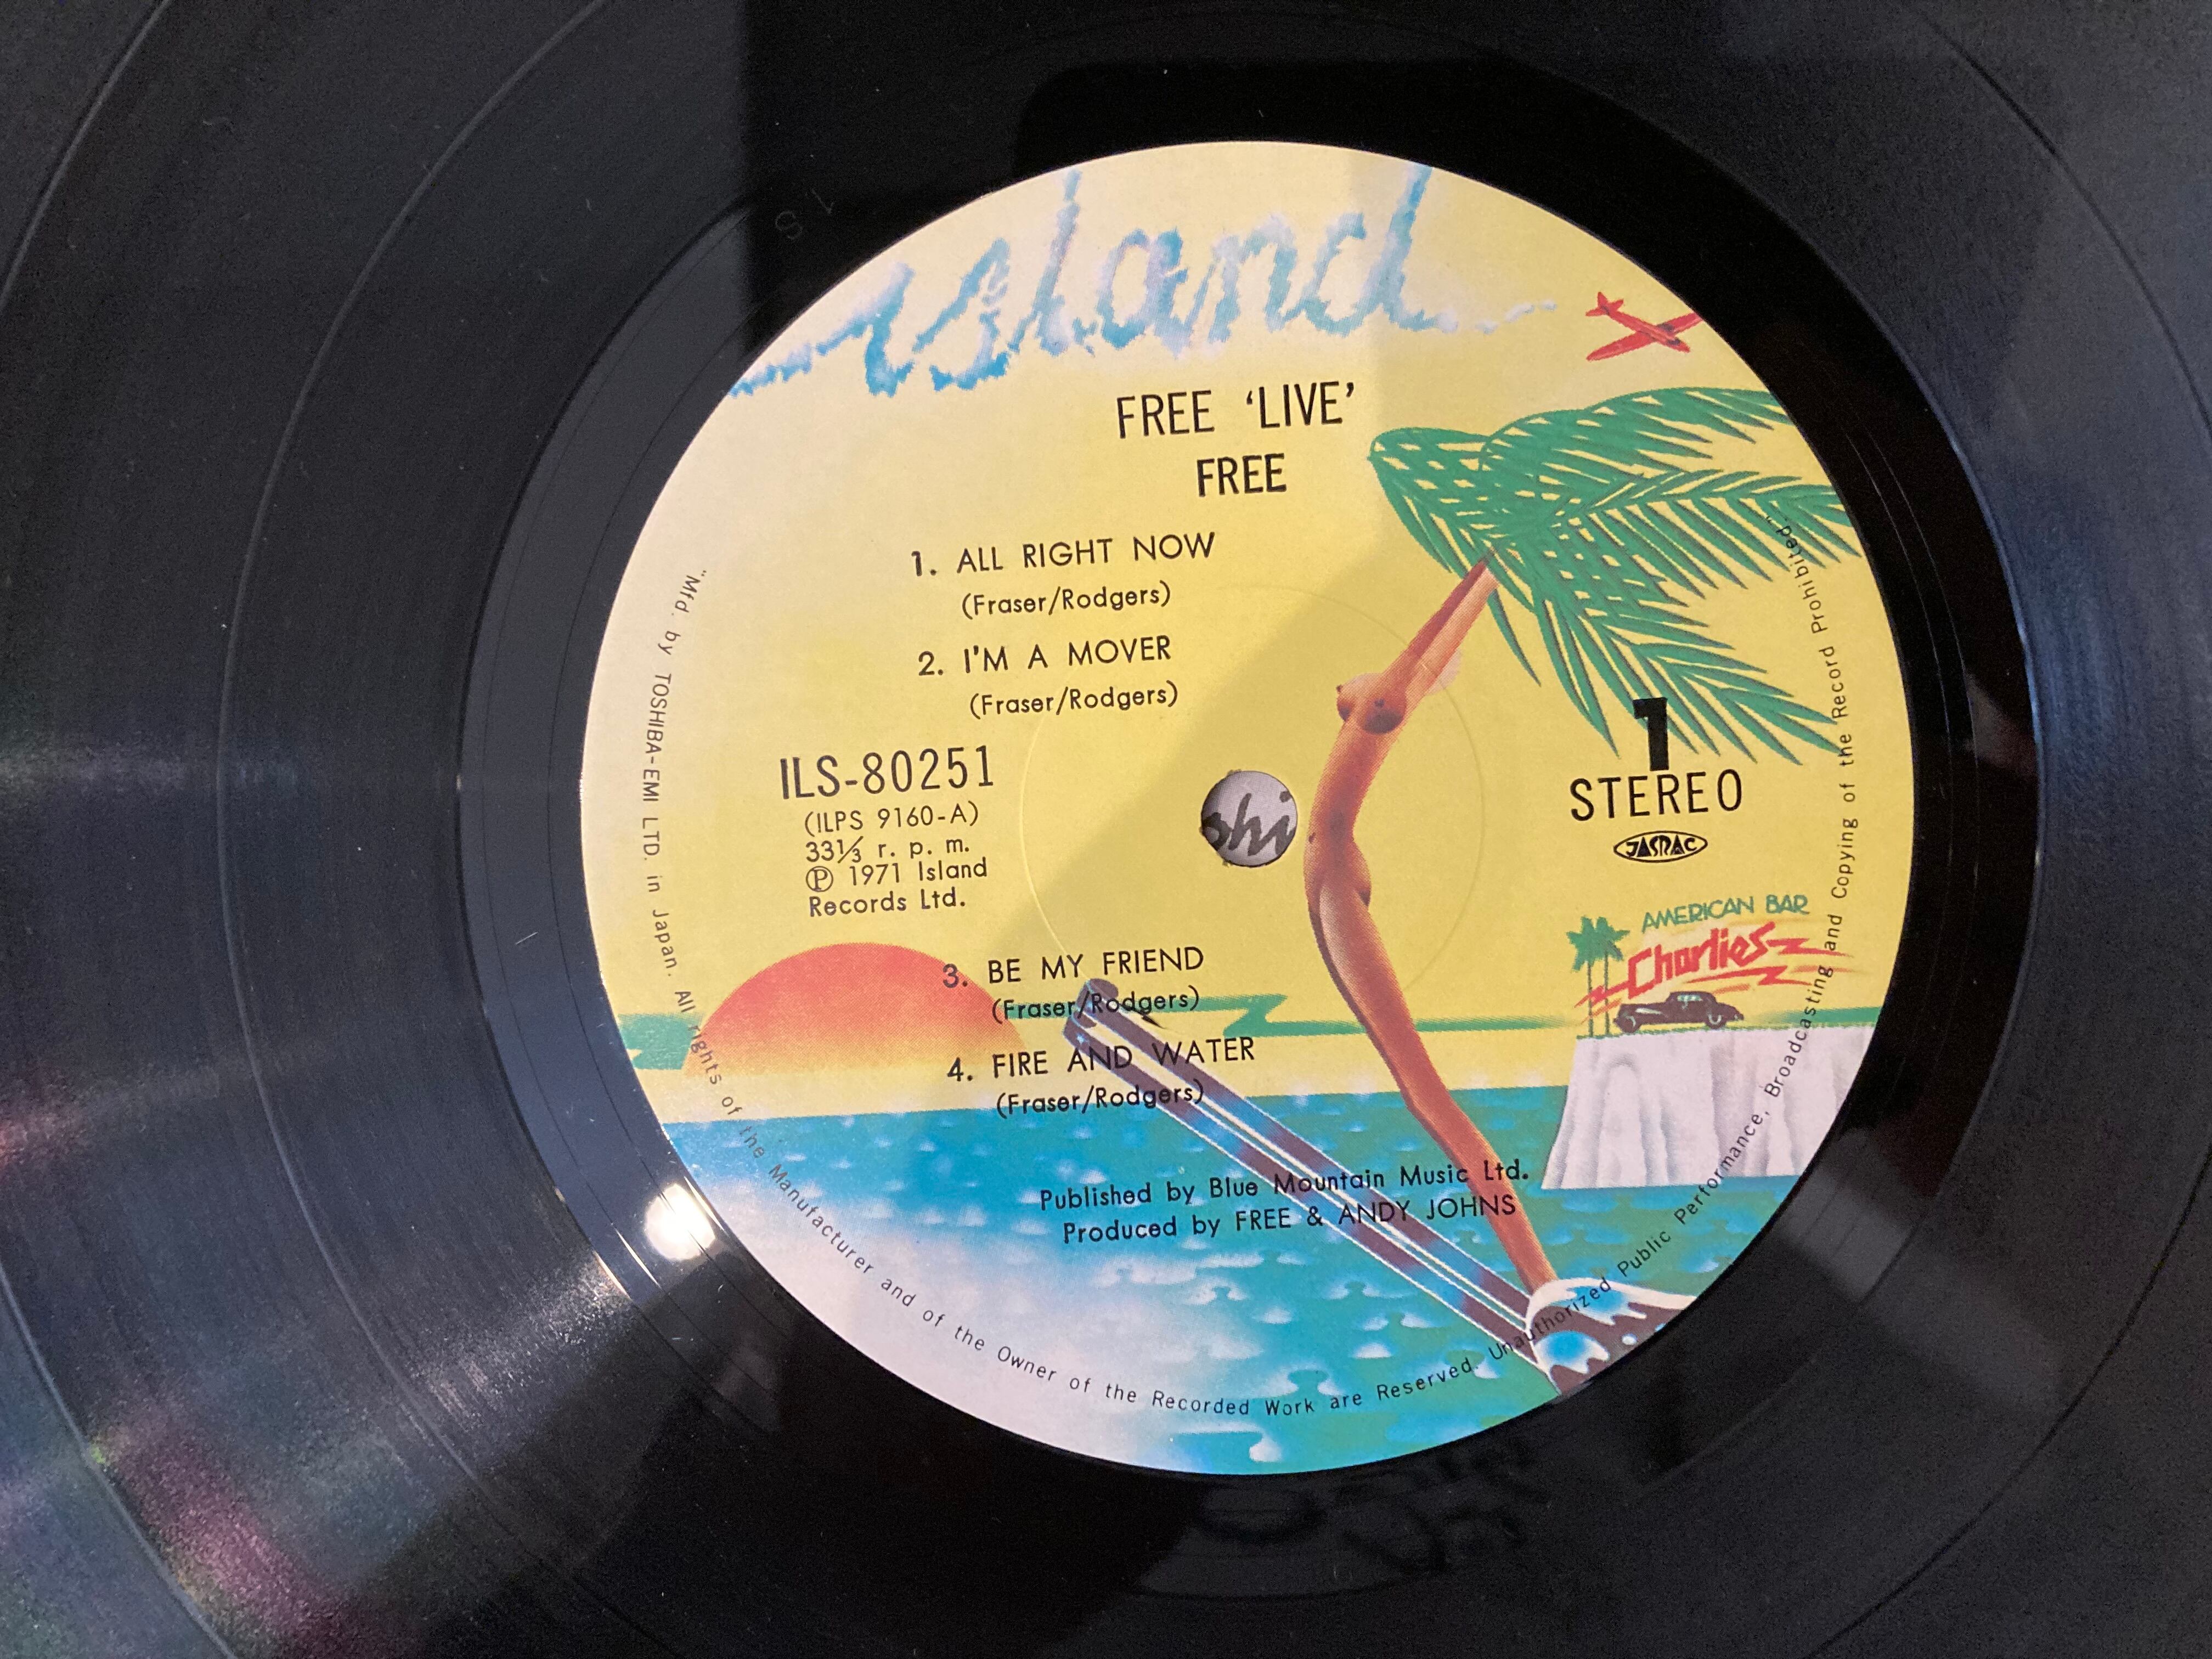 Island
FREE ‘LIVE’
FREE
1. ALL RIGHT NOW
(Fraser/Rodgers)
2. I'M A MOVER
(Fraser/Rodgers)
ILS-80251
(ILPS 9160-A)
33⅓ r. p. m.
Ⓟ 1971 Island
Records Ltd.
1
STEREO
JASRAC
AMERICAN BAR
Charlies
3. BE MY FRIEND
(Fraser/Rodgers)
4. FIRE AND WATER
(Fraser/Rodgers)
Published by Blue Mountain Music Ltd.
Produced by FREE & ANDY JOHNS
"Mfd. by TOSHIBA-EMI LTD. in Japan. All rights of the Manufacturer and of the Owner of the Recorded Work are Reserved. Unauthorized Public Performance, Broadcasting and Copying of the Record Prohibited"
1S
shi